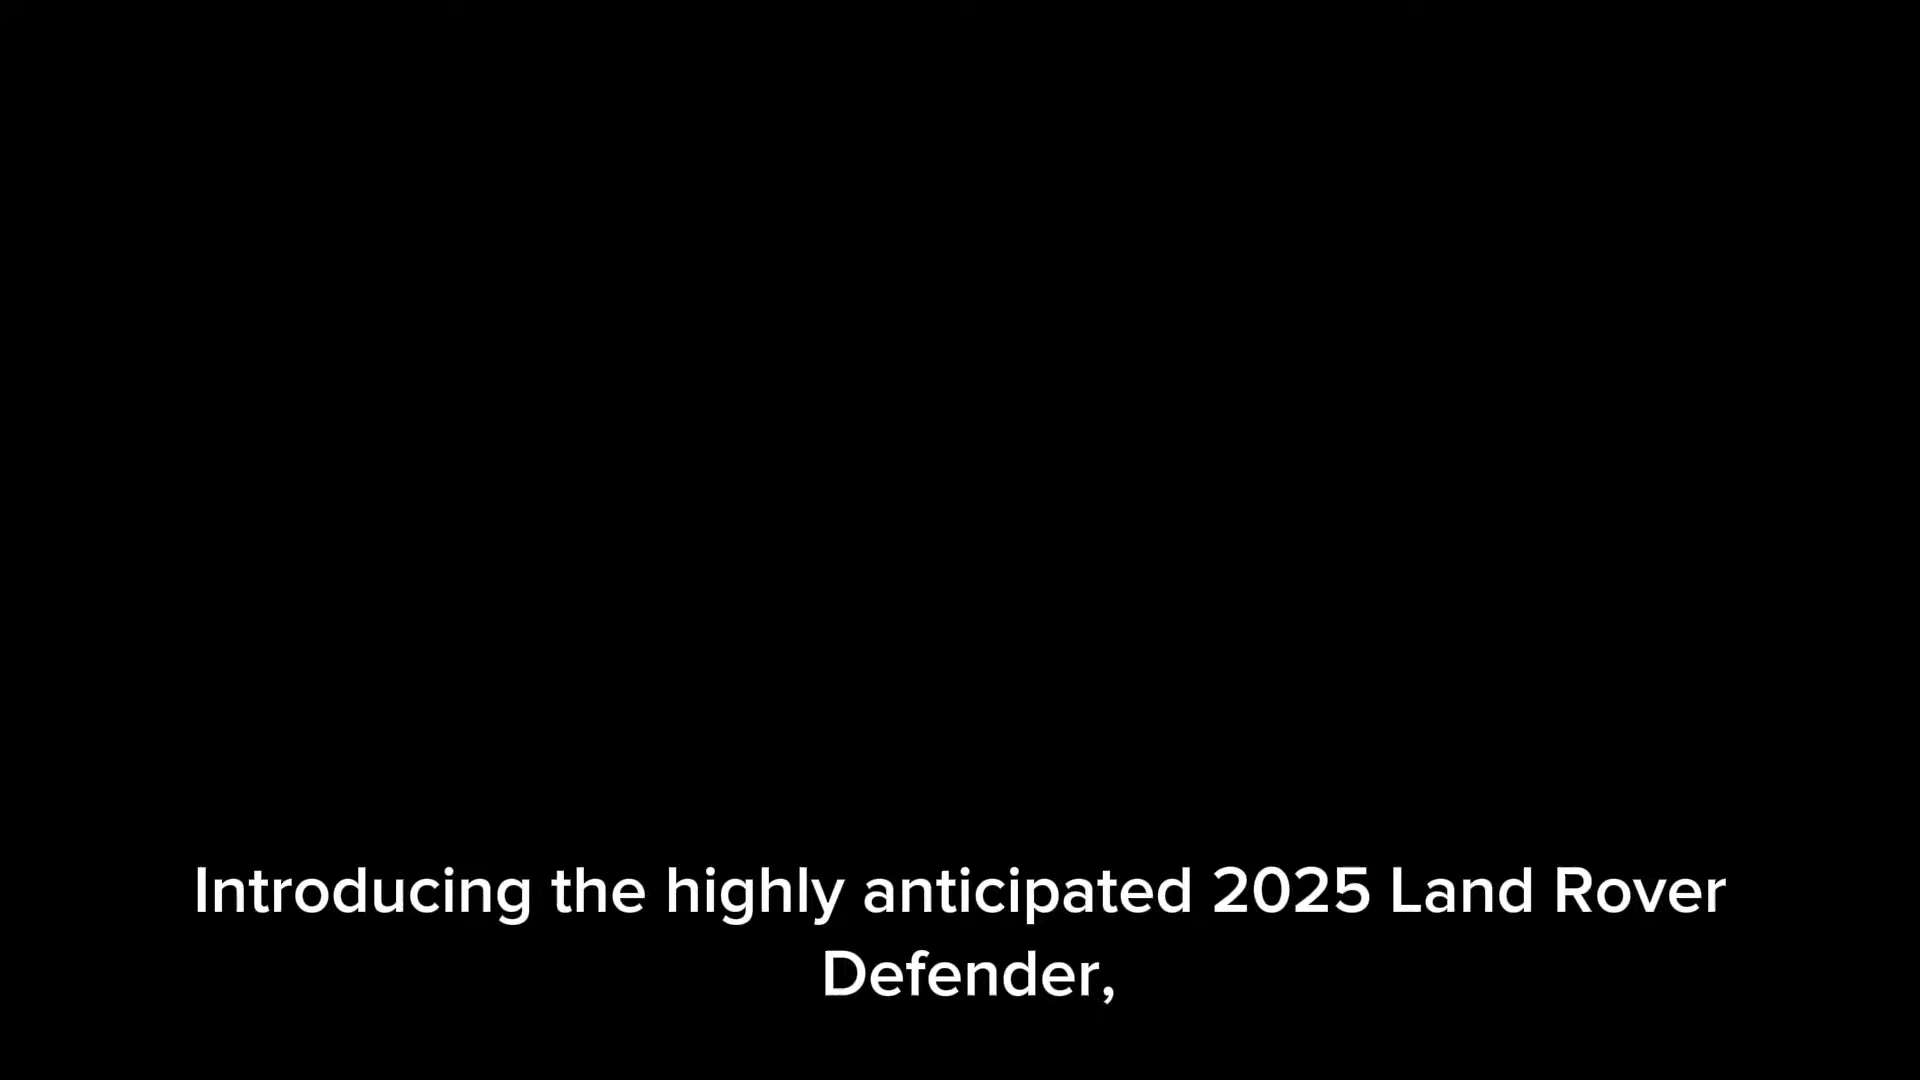 Introducing the highly anticipated 2025 Land Rover
Defender,